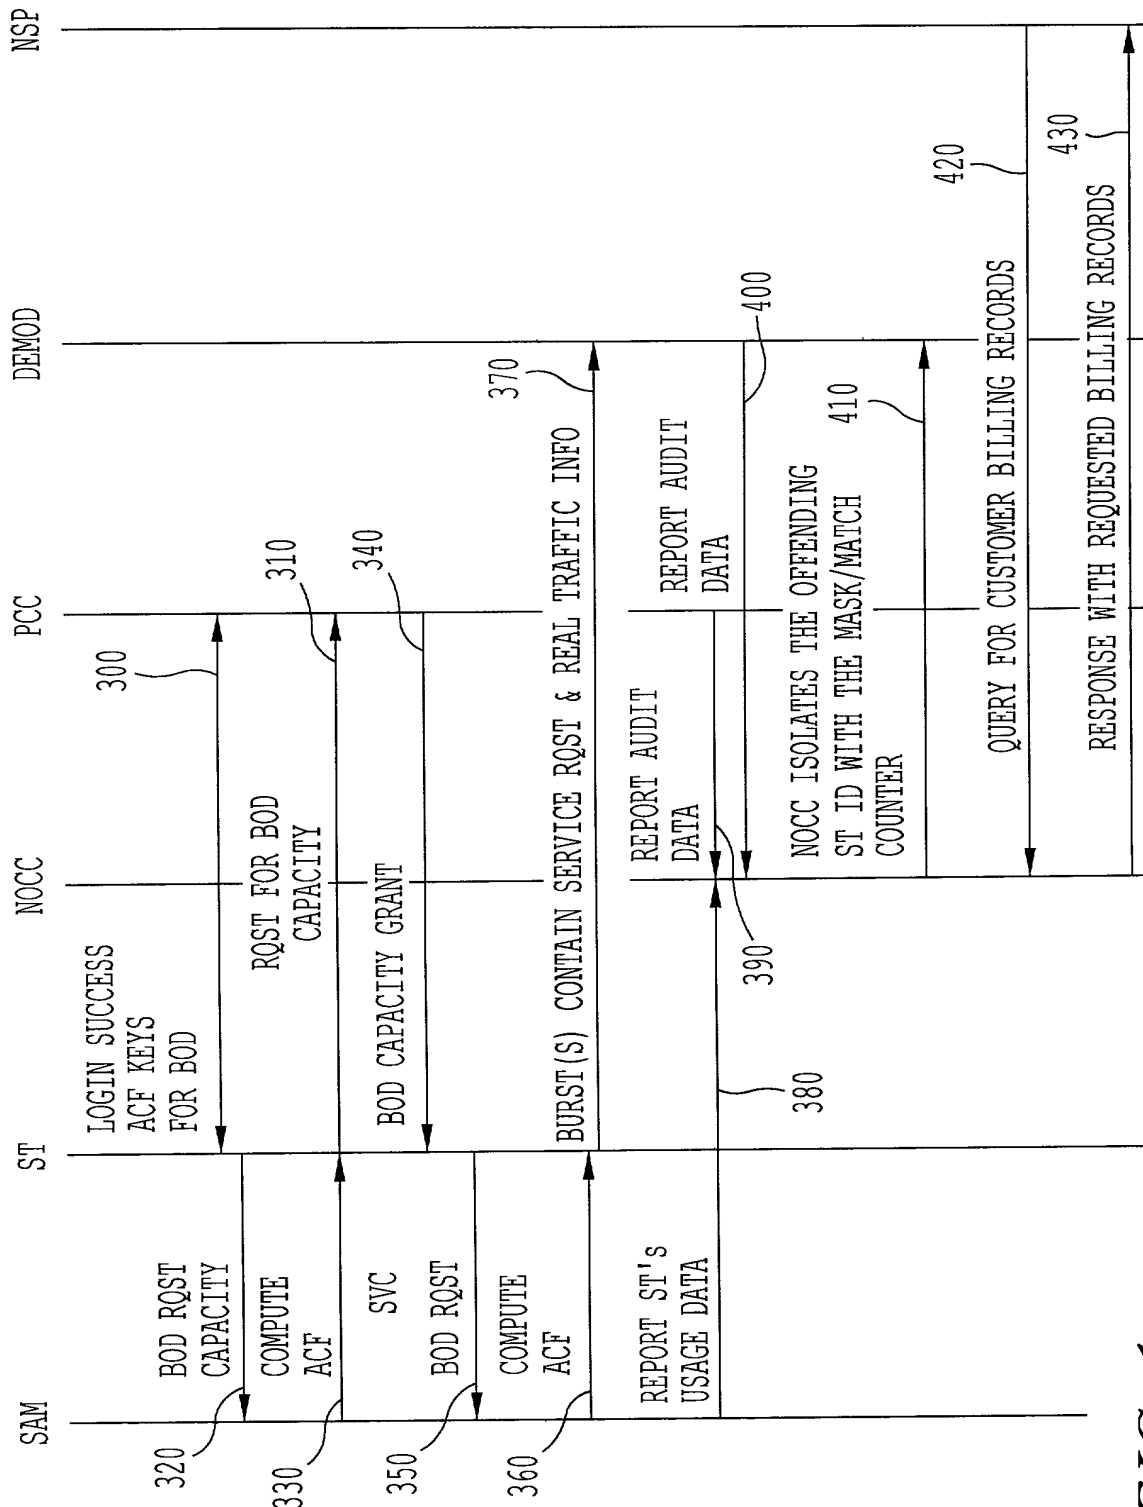 SAM
ST
NOCC
PCC
DEMOD
NSP
LOGIN SUCCESS
ACF KEYS
FOR BOD
300
BOD RQST
CAPACITY
320
RQST FOR BOD
CAPACITY
310
COMPUTE
ACF
330
BOD CAPACITY GRANT
340
SVC
BOD RQST
350
COMPUTE
ACF
360
BURST(S) CONTAIN SERVICE RQST & REAL TRAFFIC INFO
370
REPORT ST's
USAGE DATA
380
REPORT AUDIT
DATA
390
REPORT AUDIT
DATA
400
NOCC ISOLATES THE OFFENDING
ST ID WITH THE MASK/MATCH
COUNTER
410
QUERY FOR CUSTOMER BILLING RECORDS
420
RESPONSE WITH REQUESTED BILLING RECORDS
430